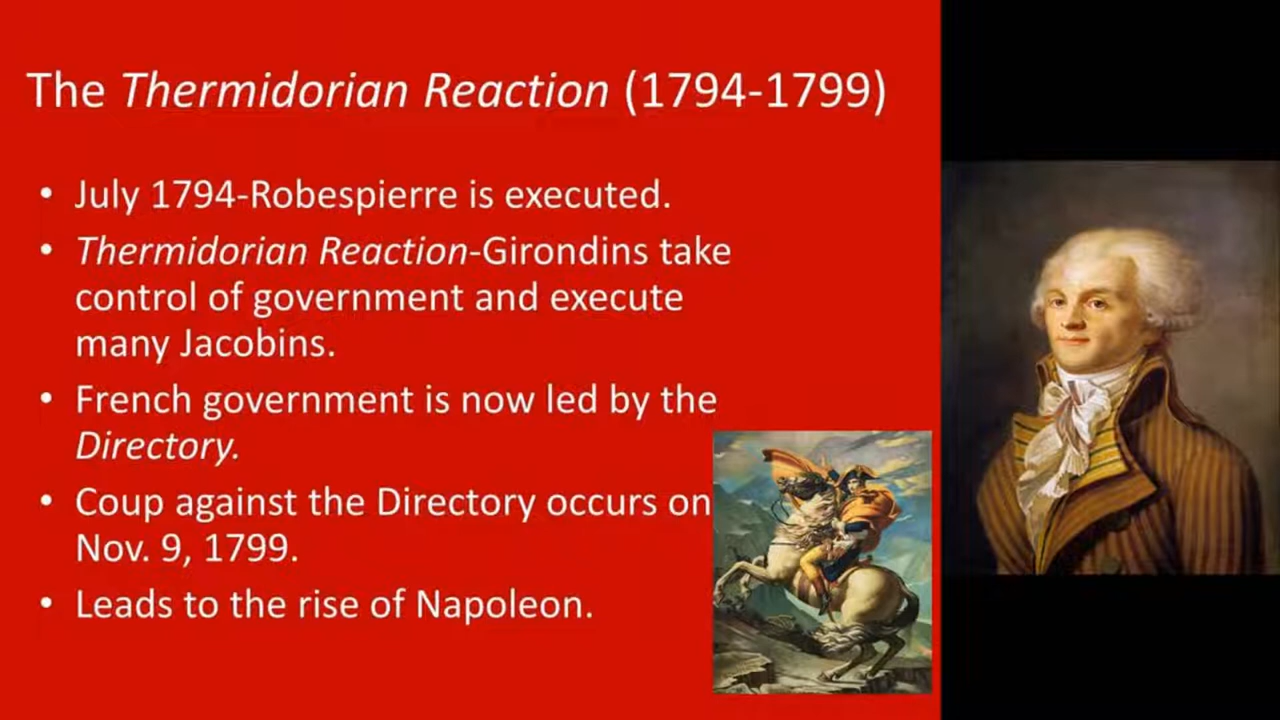 The Thermidorian Reaction (1794-1799)
• July 1794-Robespierre is executed.
• Thermidorian Reaction-Girondins take
control of government and execute
many Jacobins.
• French government is now led by the
Directory.
• Coup against the Directory occurs on
Nov. 9, 1799.
• Leads to the rise of Napoleon.